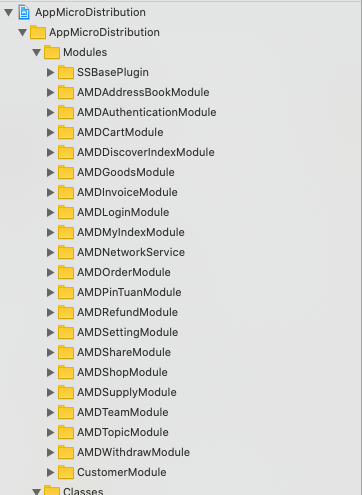 AppMicroDistribution
AppMicroDistribution
Modules
SSBasePlugin
AMDAddressBookModule
AMDAuthenticationModule
AMDCartModule
AMDDiscoverIndexModule
AMDGoodsModule
AMDInvoiceModule
AMDLoginModule
AMDMyIndexModule
AMDNetworkService
AMDOrderModule
AMDPinTuanModule
AMDRefundModule
AMDSettingModule
AMDShareModule
AMDShopModule
AMDSupplyModule
AMDTeamModule
AMDTopicModule
AMDWithdrawModule
CustomerModule
Classes